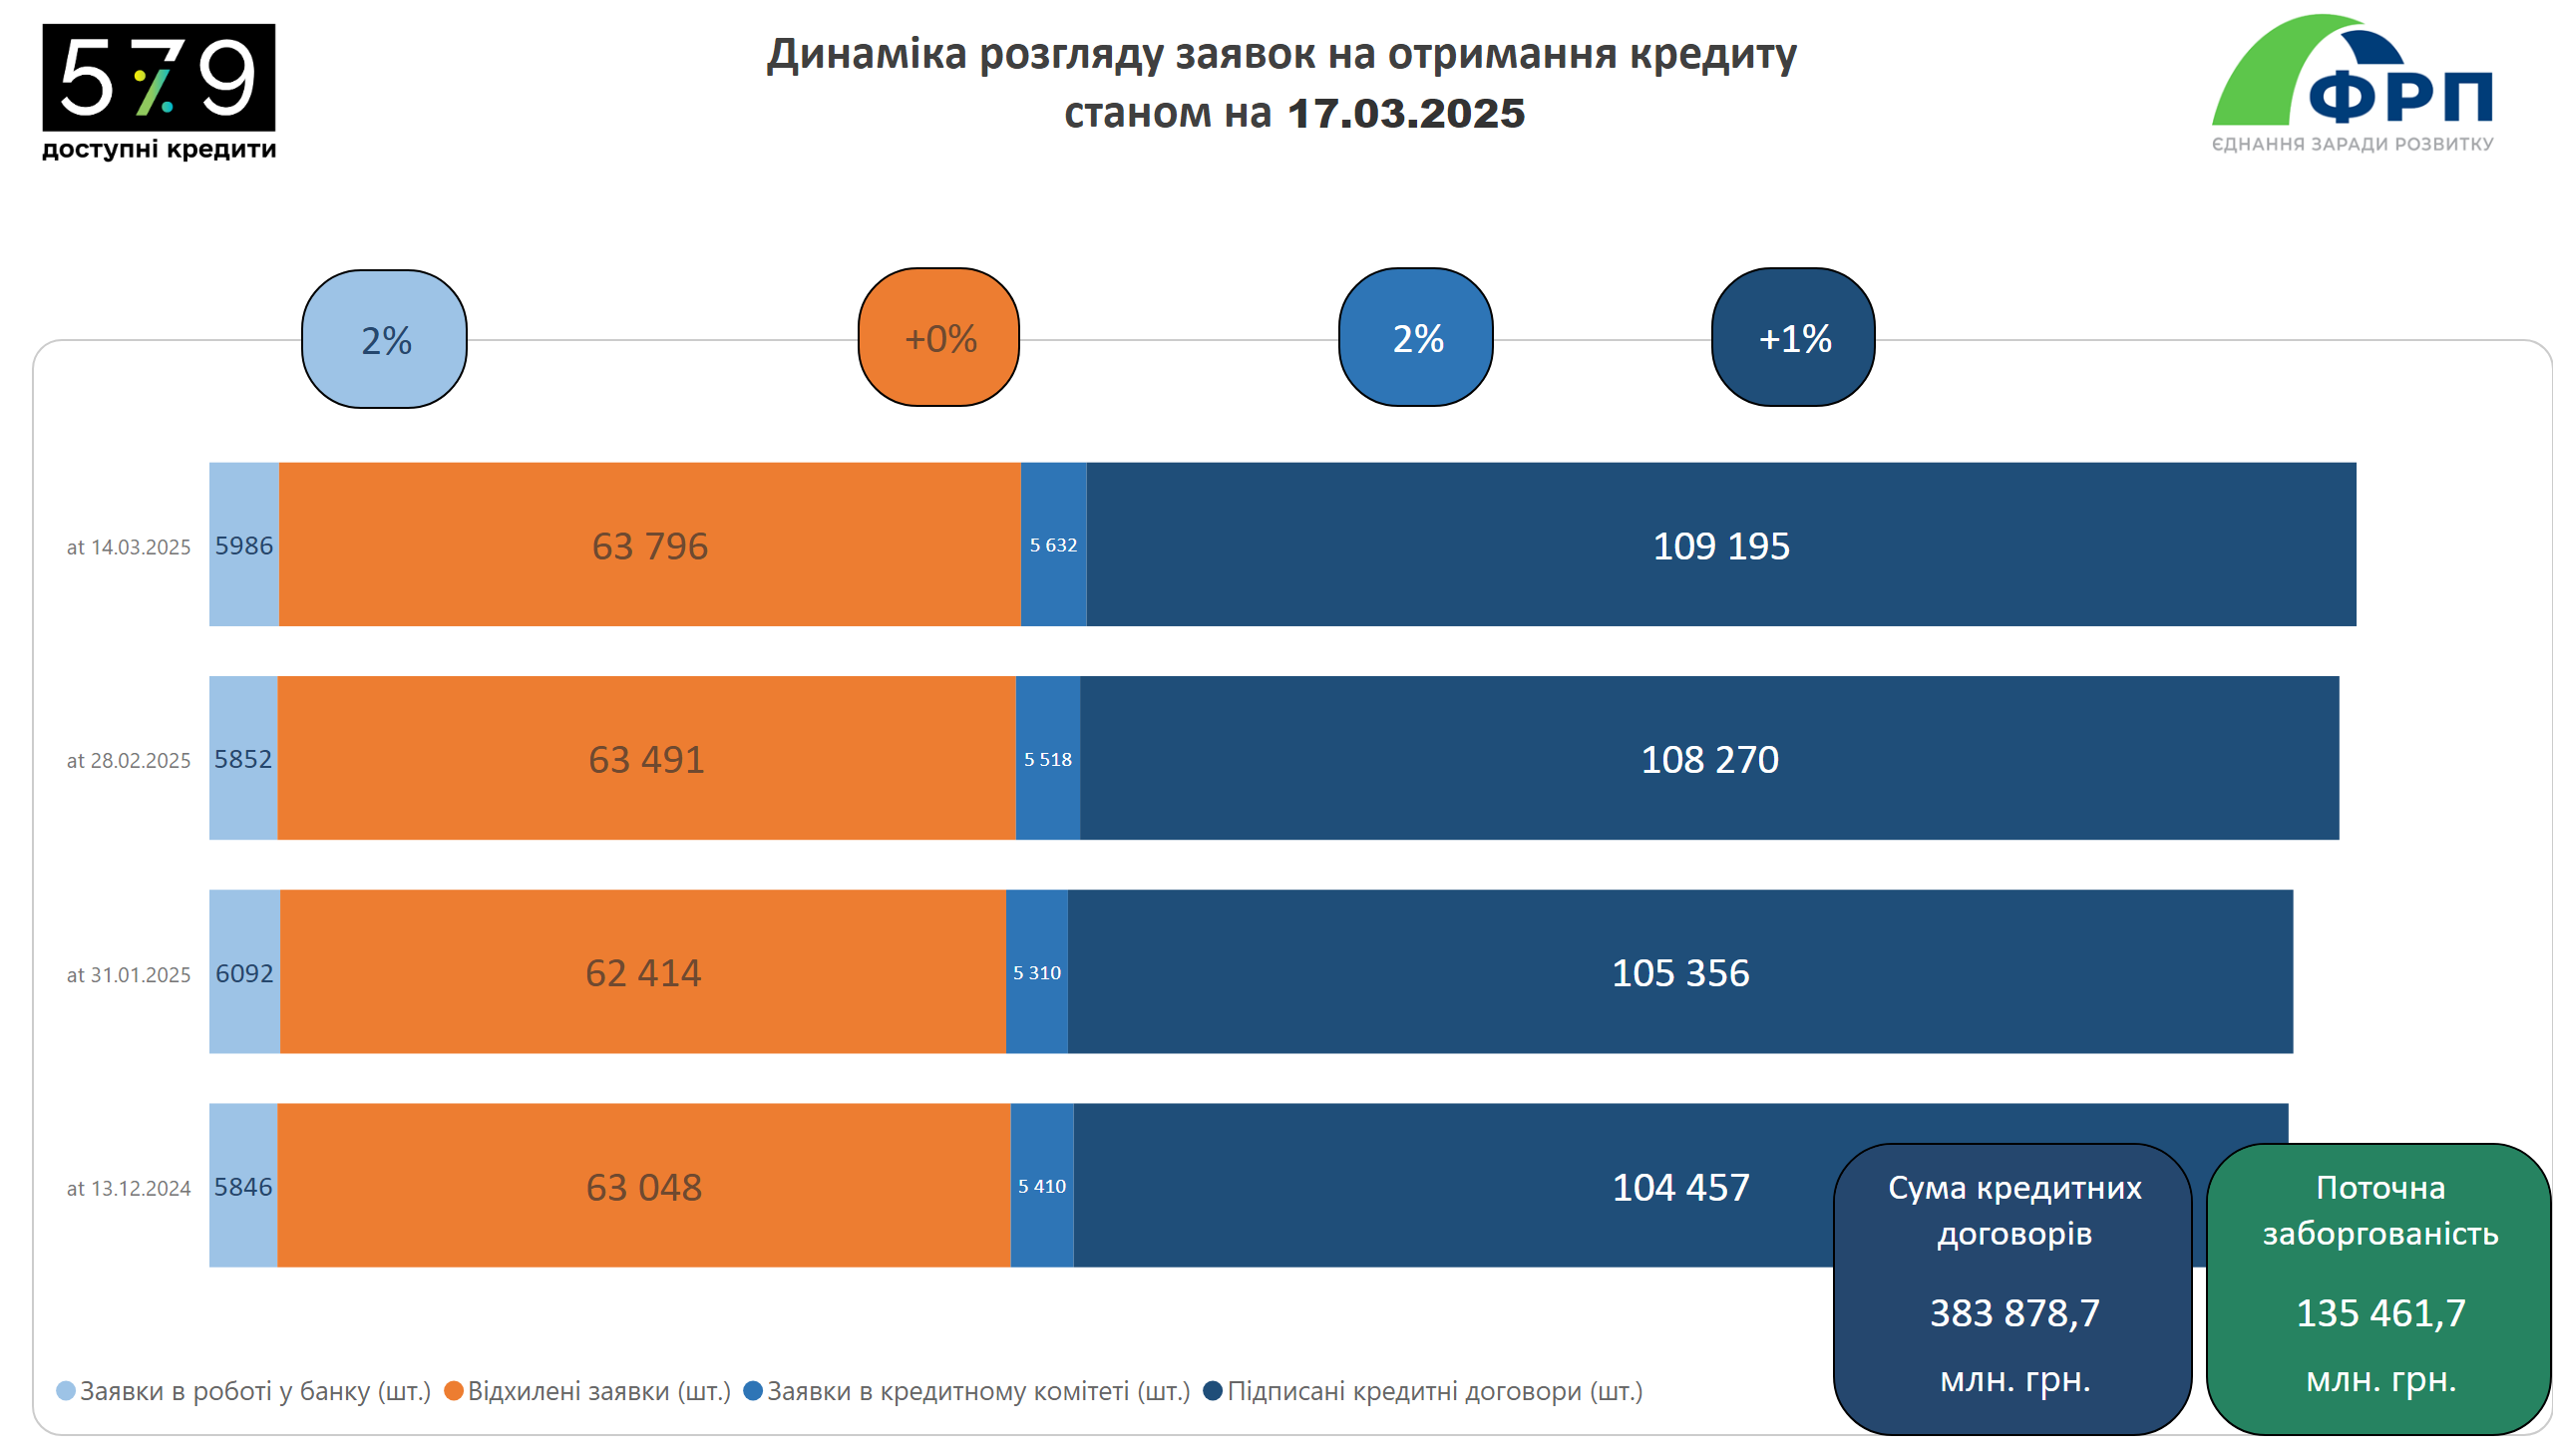 5%7%9
доступні кредити
Динаміка розгляду заявок на отримання кредиту
станом на 17.03.2025
ФРП
ЄДНАННЯ ЗАРАДИ РОЗВИТКУ
2%
+0%
2%
+1%
at 14.03.2025
5986
63 796
5 632
109 195
at 28.02.2025
5852
63 491
5 518
108 270
at 31.01.2025
6092
62 414
5 310
105 356
at 13.12.2024
5846
63 048
5 410
104 457
Сума кредитних
договорів
383 878,7
млн. грн.
Поточна
заборгованість
135 461,7
млн. грн.
Заявки в роботі у банку (шт.)
Відхилені заявки (шт.)
Заявки в кредитному комітеті (шт.)
Підписані кредитні договори (шт.)